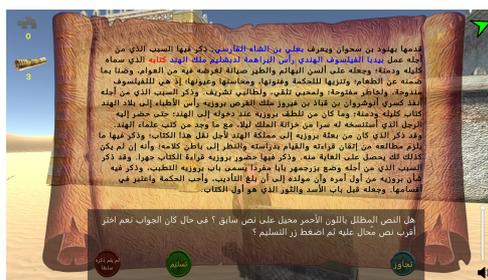 0
3
قدمها بهنود بن سحوان ويعرف بعلي بن الشاه الفارسي. ذكر فيها السبب الذي من
أجله عمل بيدبا الفيلسوف الهندي رأس البراهمة لدبشليم ملك الهند كتابه الذي سماه
كليلة ودمنة؛ وجعله على ألسن البهائم والطير صيانة لغرضه فيه من العوام، وضنا بما
ضمنه عن الطغام؛ وتنزيها للحكمة وفنونها، ومحاسنها وعيونها؛ إذ هي للفيلسوف
مندوحة، ولخاطره مفتوحة؛ ولمحبيها تثقيف، ولطالبيها تشريف. وذكر السبب الذي من أجله
أنفذ كسرى أنوشروان بن قباذ بن فيروز ملك الفرس برزويه رأس الأطباء إلى بلاد الهند
لأجل كتاب كليلة ودمنة؛ وما كان من تلطف برزويه عند دخوله إلى الهند؛ حتى حضر إليه
الرجل الذي استنسخه له سرا من خزانة الملك ليلا، مع ما وجد من كتب علماء الهند.
وقد ذكر الذي كان من بعثة برزويه إلى مملكة الهند لأجل نقل هذا الكتاب؛ وذكر فيها ما
يلزم مطالعه من إتقان قراءته والقيام بدراسته والنظر إلى باطن كلامه؛ وأنه إن لم يكن
كذلك لم يحصل على الغاية منه. وذكر فيها حضور برزويه قراءة الكتاب جهرا. وقد ذكر
السبب الذي من أجله وضع بزرجمهر بابا مفردا يسمى باب برزويه التطبيب، وذكر فيه
شأن برزويه من أول أمره وآن مولده إلى أن بلغ التأديب، وأحب الحكمة واعتبر في
أقسامها. وجعله قبل باب الأسد والثور الذي هو أول الكتاب.
هل النص المظلل باللون الأحمر محيل على نص سابق ؟ في حال كان الجواب نعم اختر
أقرب نص مُحال عليه ثم اضغط زر التسليم ؟
تجاوز
تسليم
لم يتم ذكره
سابقا